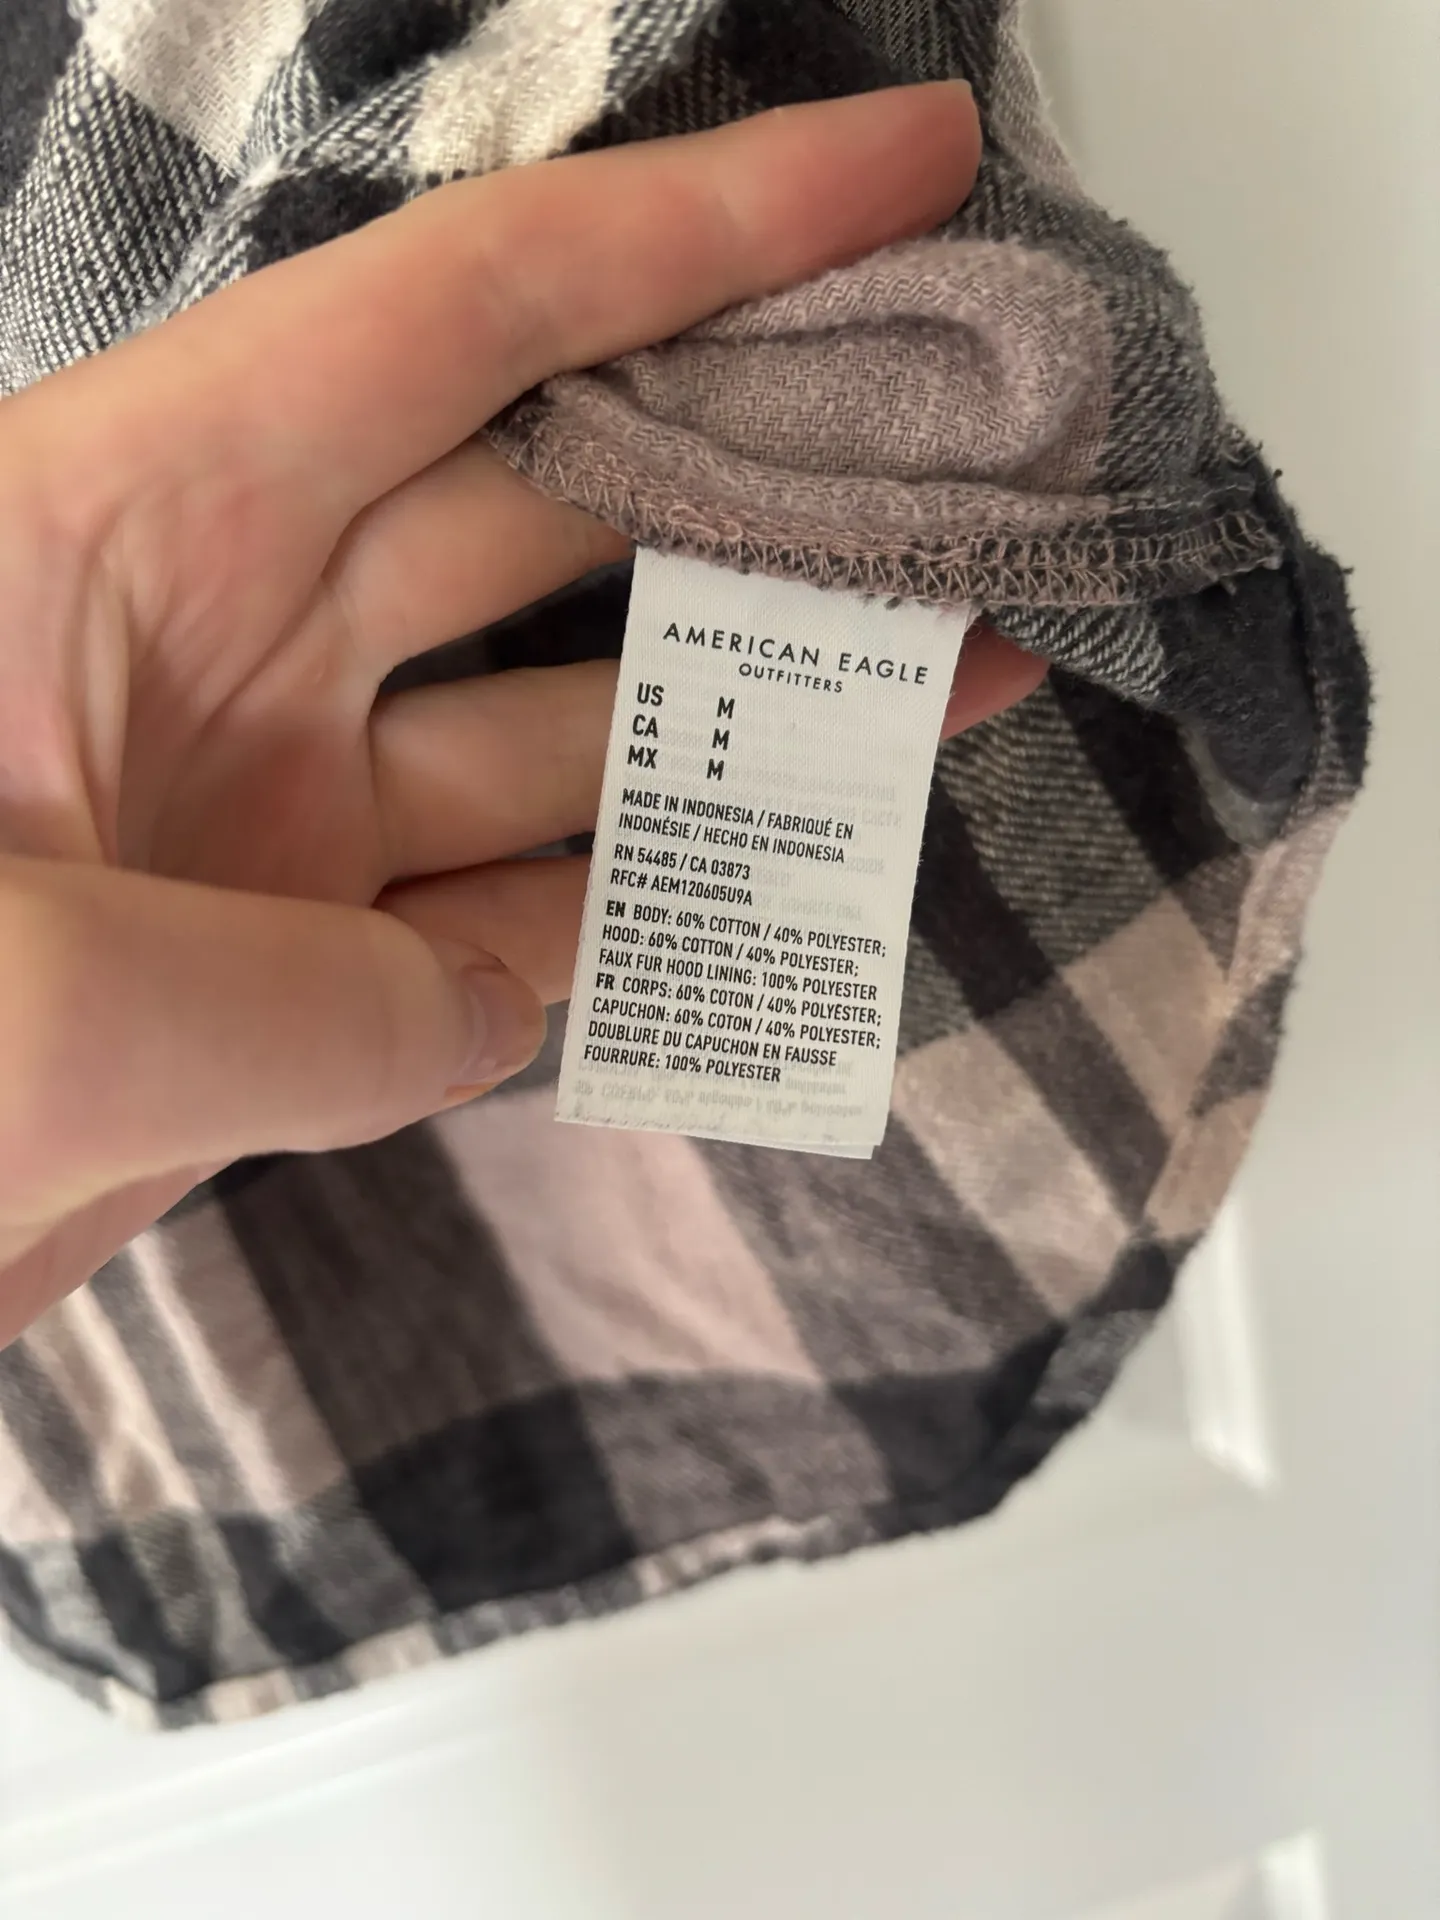 AMERICAN EAGLE
OUTFITTERS
US M
CA M
MX M
MADE IN INDONESIA / FABRIQUÉ EN
INDONÉSIE / HECHO EN INDONESIA
RN 54485 / CA 03873
RFC# AEM120605U9A
EN BODY: 60% COTTON / 40% POLYESTER;
HOOD: 60% COTTON / 40% POLYESTER;
FAUX FUR HOOD LINING: 100% POLYESTER
FR CORPS: 60% COTON / 40% POLYESTER;
CAPUCHON: 60% COTON / 40% POLYESTER;
DOUBLURE DU CAPUCHON EN FAUSSE
FOURRURE: 100% POLYESTER